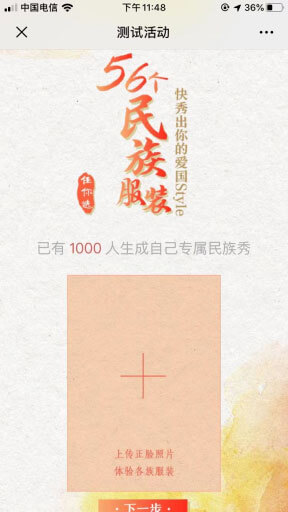 中国电信
下午11:48
36%
测试活动
56个
民族
服装
任你选
快秀出你的爱国Style
已有 1000 人生成自己专属民族秀
上传正脸照片
体验各族服装
·下一步·